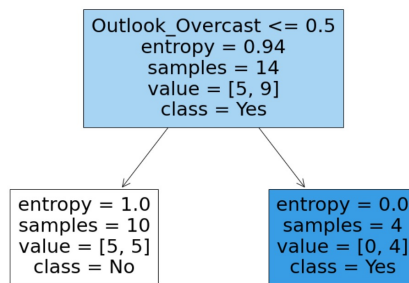 Outlook_Overcast <= 0.5
entropy = 0.94
samples = 14
value = [5, 9]
class = Yes
entropy = 1.0
samples = 10
value = [5, 5]
class = No
entropy = 0.0
samples = 4
value = [0, 4]
class = Yes